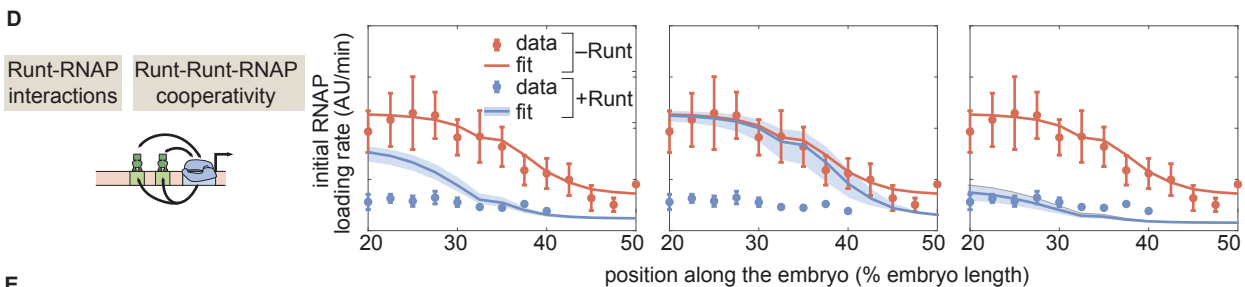 D
Runt-RNAP
interactions
Runt-Runt-RNAP
cooperativity
initial RNAP
loading rate (AU/min)
data
fit
–Runt
data
fit
+Runt
20 30 40 50
20 30 40 50
20 30 40 50
position along the embryo (% embryo length)